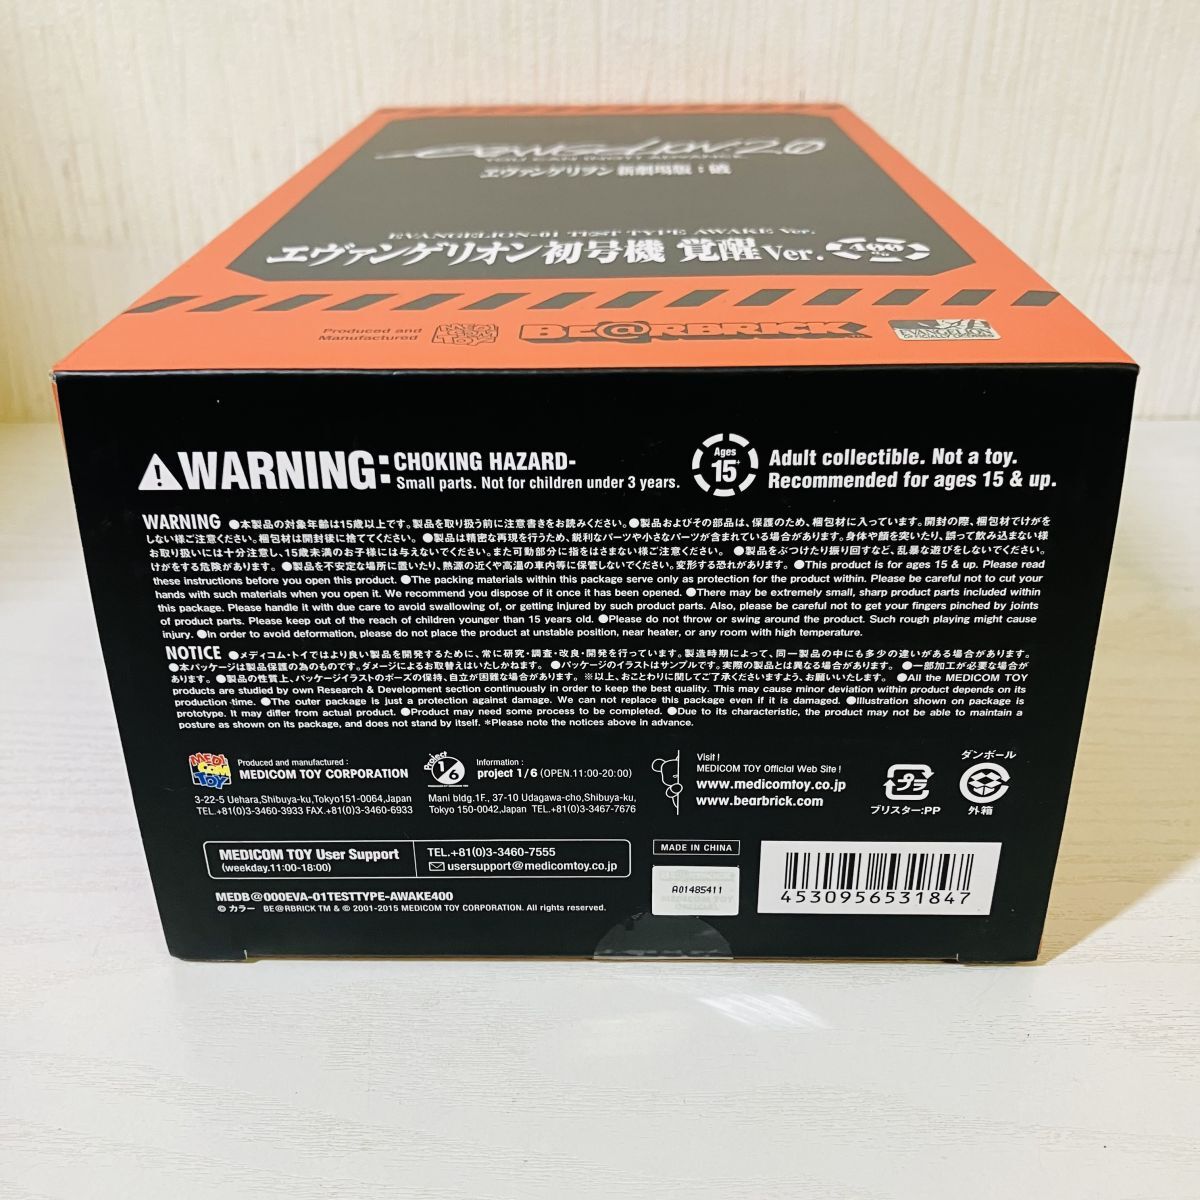 EVANGELION:2.0
YOU CAN (NOT) ADVANCE
エヴァンゲリヲン 新劇場版：破
EVANGELION-01 TEST TYPE AWAKE Ver.
エヴァンゲリオン初号機 覚醒Ver. 400%
Produced and
Manufactured
MEDICOM TOY
BE@RBRICK
EVANGELION
OFFICIALLY LICENSED
WARNING: CHOKING HAZARD-
Small parts. Not for children under 3 years.
Ages
15+
Adult collectible. Not a toy.
Recommended for ages 15 & up.
WARNING ●本製品の対象年齢は15歳以上です。製品を取り扱う前に注意書きをお読みください。●製品およびその部品は、保護のため、梱包材に入っています。開封の際、梱包材でけがを
しない様ご注意ください。梱包材は開封後に捨ててください。●製品は精密な再現を行うため、鋭利なパーツや小さなパーツが含まれている場合があります。身体や顔を突いたり、誤って飲み込まない様
お取り扱いには十分注意し、15歳未満のお子様には与えないでください。また可動部分に指をはさまない様ご注意ください。 ●製品をぶつけたり振り回すなど、乱暴な遊びをしないでください。
けがをする危険があります。●製品を不安定な場所に置いたり、熱源の近くや高温の車内等に保管しないでください。変形する恐れがあります。 ●This product is for ages 15 & up. Please read
these instructions before you open this product. ●The packing materials within this package serve only as protection for the product within. Please be careful not to cut your
hands with such materials when you open it. We recommend you dispose of it once it has been opened. ●There may be extremely small, sharp product parts included within
this package. Please handle it with due care to avoid swallowing of, or getting injured by such product parts. Also, please be careful not to get your fingers pinched by joints
of product parts. Please keep out of the reach of children younger than 15 years old. ●Please do not throw or swing around the product. Such rough playing might cause
injury. ●In order to avoid deformation, please do not place the product at unstable position, near heater, or any room with high temperature.
NOTICE ●メディコム・トイではより良い製品を開発するために、常に研究・調査・改良・開発を行っています。製造時期によって、同一製品の中にも多少の違いがある場合があります。
●本パッケージは製品保護の為のものです。ダメージによるお取替えはいたしかねます。 ●パッケージのイラストはサンプルです。実際の製品とは異なる場合があります。 ●一部加工が必要な場合が
あります。●製品の性質上、パッケージイラストのポーズの保持、自立が困難な場合があります。 ※以上、おことわりに関してご了承くださいますよう、お願いいたします。 ●All the MEDICOM TOY
products are studied by own Research & Development section continuously in order to keep the best quality. This may cause minor deviation within product depends on its
production time. ●The outer package is just a protection against damage. We can not replace this package even if it is damaged. ●Illustration shown on package is
prototype. It may differ from actual product. ●Product may need some process to be completed. ●Due to its characteristic, the product may not be able to maintain a
posture as shown on its package, and does not stand by itself. *Please note the notices above in advance.
MEDICOM TOY
Produced and manufactured :
MEDICOM TOY CORPORATION
3-22-5 Uehara,Shibuya-ku,Tokyo151-0064,Japan
TEL.+81(0)3-3460-3933 FAX.+81(0)3-3460-6933
Project 1/6
Information :
project 1/6 (OPEN.11:00-20:00)
Mani bldg.1F., 37-10 Udagawa-cho,Shibuya-ku,
Tokyo 150-0042,Japan TEL.+81(0)3-3467-7676
Visit !
MEDICOM TOY Official Web Site !
www.medicomtoy.co.jp
www.bearbrick.com
プラ
ブリスター:PP
ダンボール
外箱
MEDICOM TOY User Support
(weekday.11:00-18:00)
TEL.+81(0)3-3460-7555
usersupport@medicomtoy.co.jp
MADE IN CHINA
A01485411
4530956531847
MEDB@000EVA-01TESTTYPE-AWAKE400
© カラー BE@RBRICK TM & © 2001-2015 MEDICOM TOY CORPORATION. All rights reserved.